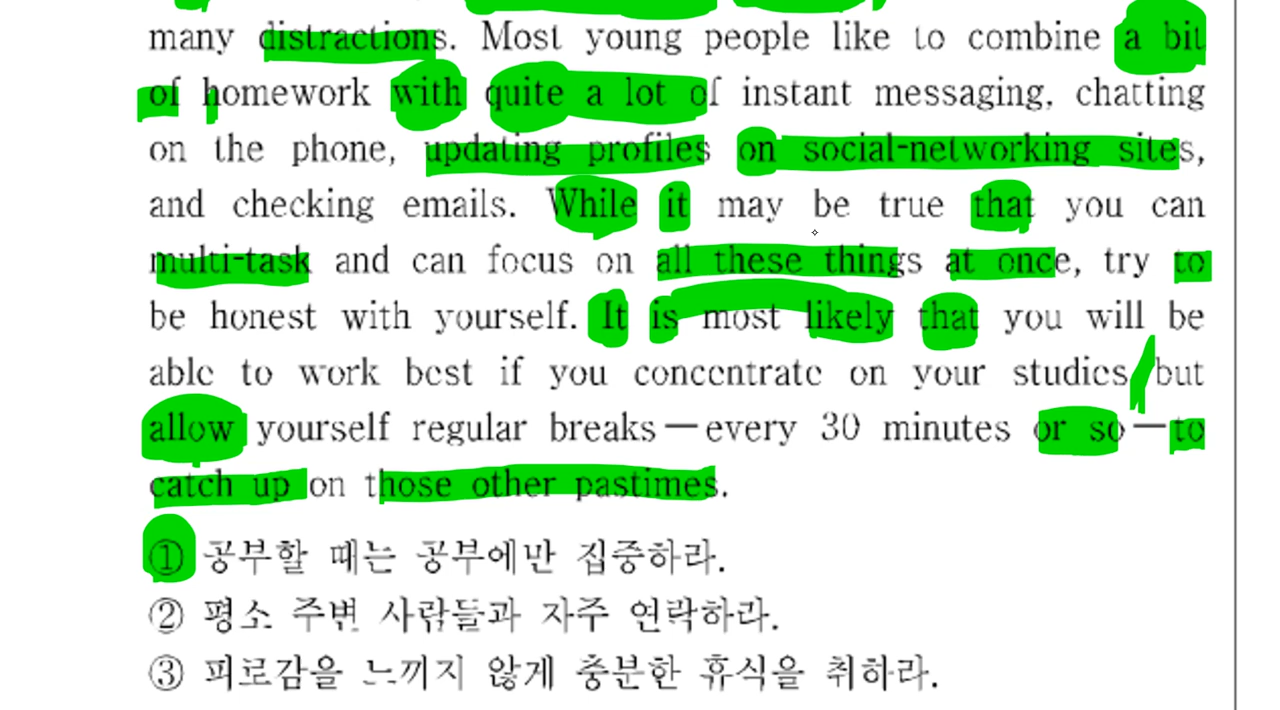 many distractions. Most young people like to combine a bit
of homework with quite a lot of instant messaging, chatting
on the phone, updating profiles on social-networking sites,
and checking emails. While it may be true that you can
multi-task and can focus on all these things at once, try to
be honest with yourself. It is most likely that you will be
able to work best if you concentrate on your studies but
allow yourself regular breaks—every 30 minutes or so—to
catch up on those other pastimes.
① 공부할 때는 공부에만 집중하라.
② 평소 주변 사람들과 자주 연락하라.
③ 피로감을 느끼지 않게 충분한 휴식을 취하라.